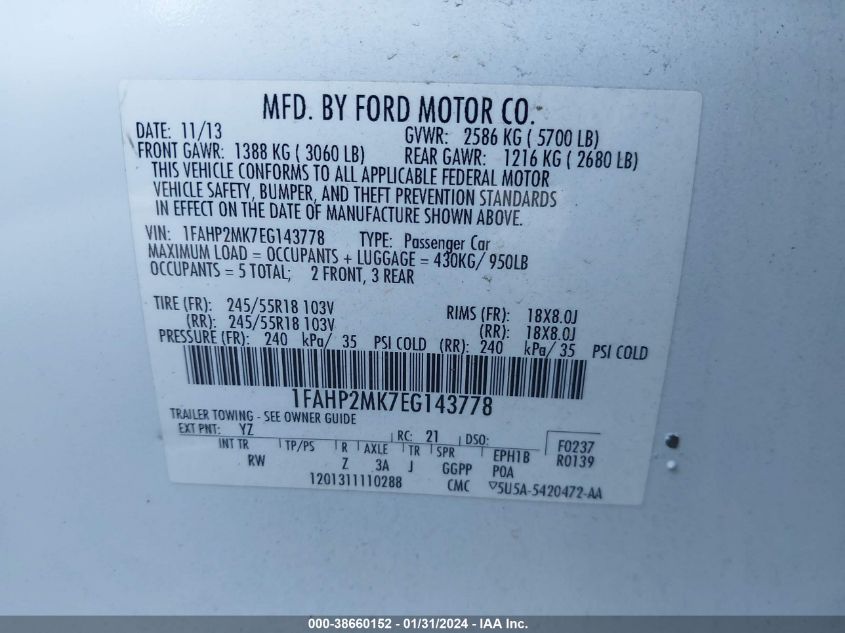 MFD. BY FORD MOTOR CO.
DATE: 11/13 GVWR: 2586 KG ( 5700 LB)
FRONT GAWR: 1388 KG ( 3060 LB) REAR GAWR: 1216 KG ( 2680 LB)
THIS VEHICLE CONFORMS TO ALL APPLICABLE FEDERAL MOTOR
VEHICLE SAFETY, BUMPER, AND THEFT PREVENTION STANDARDS
IN EFFECT ON THE DATE OF MANUFACTURE SHOWN ABOVE.
VIN: 1FAHP2MK7EG143778 TYPE: Passenger Car
MAXIMUM LOAD = OCCUPANTS + LUGGAGE = 430KG/ 950LB
OCCUPANTS = 5 TOTAL; 2 FRONT, 3 REAR
TIRE (FR): 245/55R18 103V RIMS (FR): 18X8.0J
(RR): 245/55R18 103V (RR): 18X8.0J
PRESSURE (FR): 240 kPa/ 35 PSI COLD (RR): 240 kPa/ 35 PSI COLD
1FAHP2MK7EG143778
TRAILER TOWING - SEE OWNER GUIDE
EXT PNT: YZ RC: 21 DSO: F0237
INT TR TP/PS R AXLE TR SPR EPH1B R0139
RW Z 3A J GGPP POA
1201311110288 CMC ▽5U5A-5420472-AA
000-38660152 - 01/31/2024 - IAA Inc.